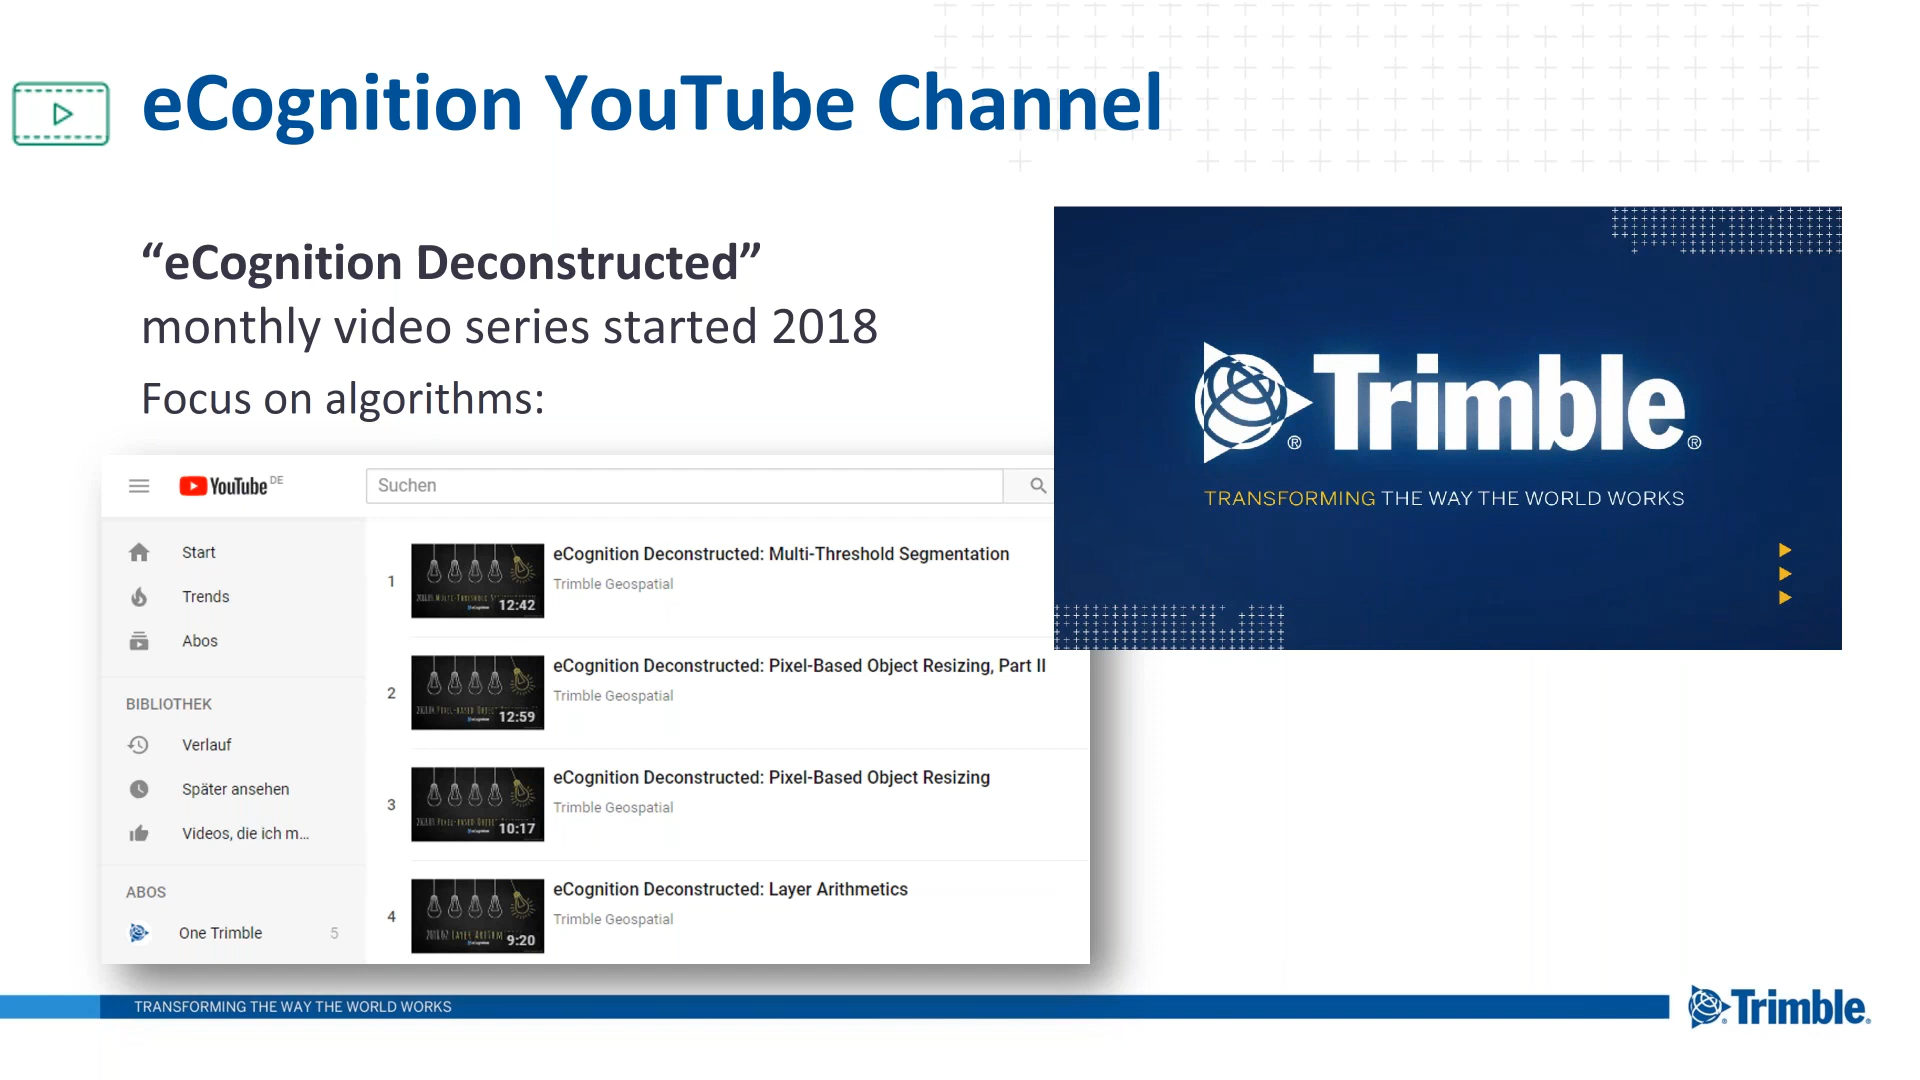 eCognition YouTube Channel
“eCognition Deconstructed”
monthly video series started 2018
Focus on algorithms:
Trimble
®
®
TRANSFORMING THE WAY THE WORLD WORKS
YouTube DE
Suchen
Start
Trends
Abos
BIBLIOTHEK
Verlauf
Später ansehen
Videos, die ich m...
ABOS
One Trimble 5
1
12:42
eCognition Deconstructed: Multi-Threshold Segmentation
Trimble Geospatial
2
12:59
eCognition Deconstructed: Pixel-Based Object Resizing, Part II
Trimble Geospatial
3
10:17
eCognition Deconstructed: Pixel-Based Object Resizing
Trimble Geospatial
4
9:20
eCognition Deconstructed: Layer Arithmetics
Trimble Geospatial
TRANSFORMING THE WAY THE WORLD WORKS
Trimble